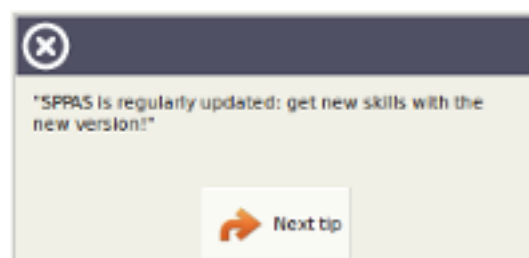 "SPPAS is regularly updated: get new skills with the
new version!"
Next tip